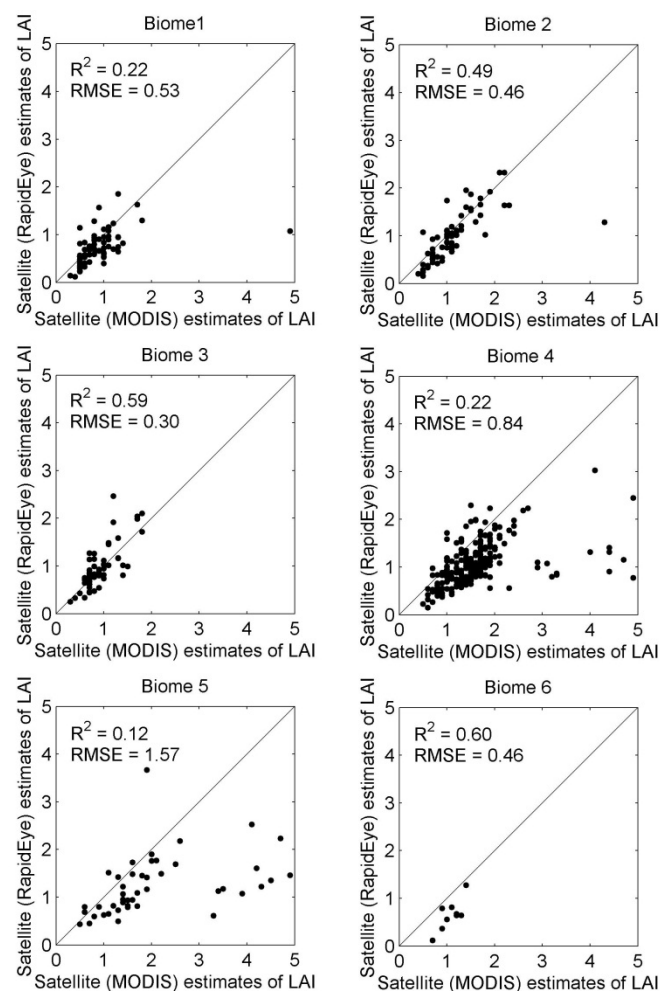 Biome1
5
4
3
2
1
0
R² = 0.22
RMSE = 0.53
0 1 2 3 4 5
Satellite (MODIS) estimates of LAI
Satellite (RapidEye) estimates of LAI
Biome 2
5
4
3
2
1
0
R² = 0.49
RMSE = 0.46
0 1 2 3 4 5
Satellite (MODIS) estimates of LAI
Satellite (RapidEye) estimates of LAI
Biome 3
5
4
3
2
1
0
R² = 0.59
RMSE = 0.30
0 1 2 3 4 5
Satellite (MODIS) estimates of LAI
Satellite (RapidEye) estimates of LAI
Biome 4
5
4
3
2
1
0
R² = 0.22
RMSE = 0.84
0 1 2 3 4 5
Satellite (MODIS) estimates of LAI
Satellite (RapidEye) estimates of LAI
Biome 5
5
4
3
2
1
0
R² = 0.12
RMSE = 1.57
0 1 2 3 4 5
Satellite (MODIS) estimates of LAI
Satellite (RapidEye) estimates of LAI
Biome 6
5
4
3
2
1
0
R² = 0.60
RMSE = 0.46
0 1 2 3 4 5
Satellite (MODIS) estimates of LAI
Satellite (RapidEye) estimates of LAI